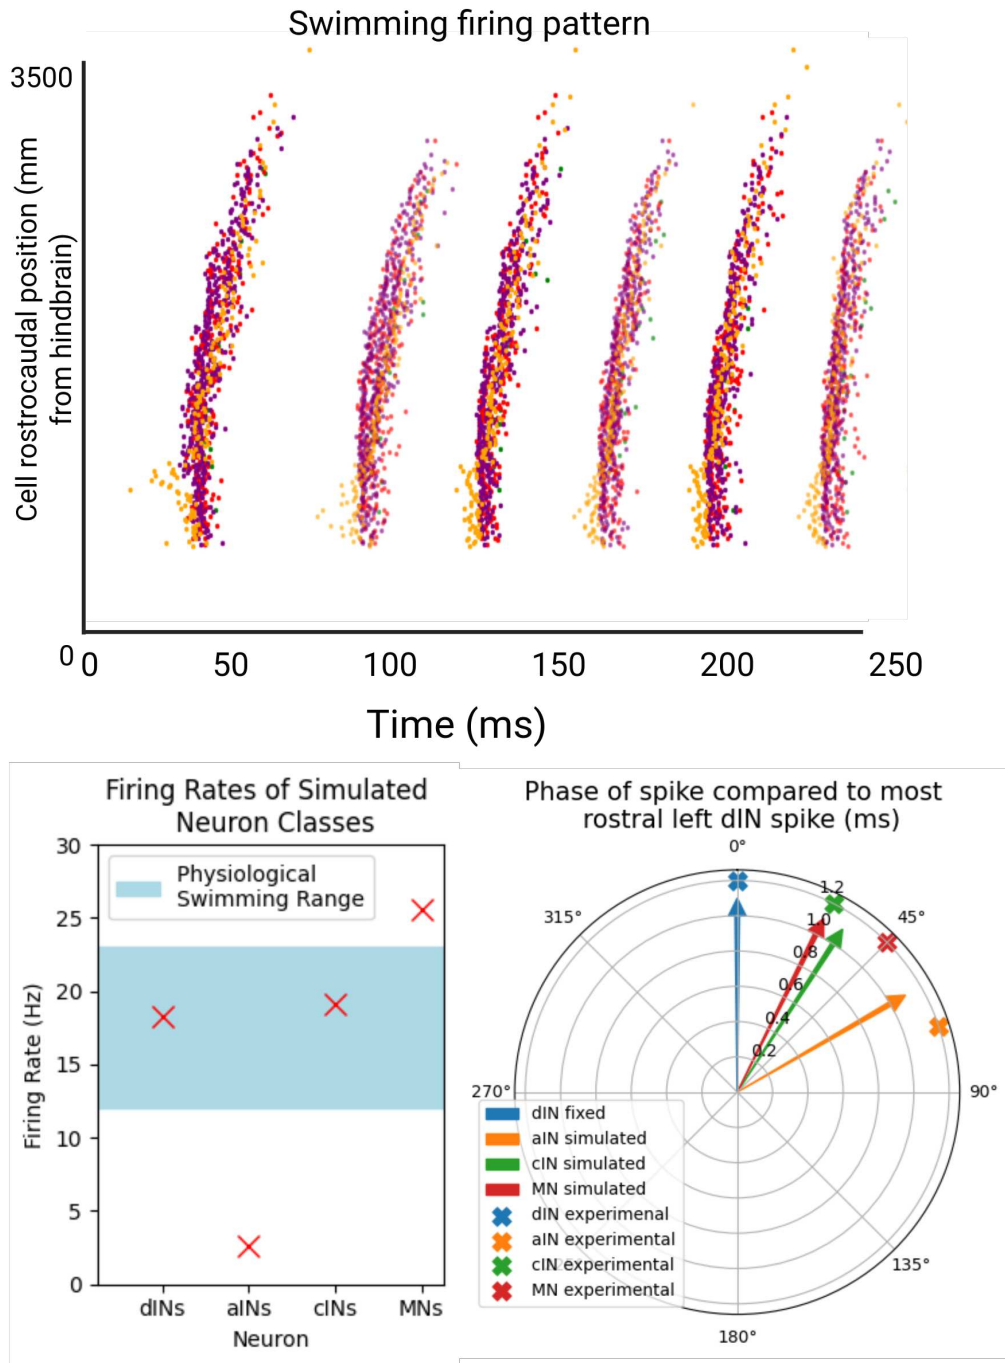 Swimming firing pattern
3500
Cell rostrocaudal position (mm
from hindbrain)
0
0 50 100 150 200 250
Time (ms)
Firing Rates of Simulated
Neuron Classes
30
25
20
15
10
5
0
Physiological
Swimming Range
Firing Rate (Hz)
dINs aINs cINs MNs
Neuron
Phase of spike compared to most
rostral left dIN spike (ms)
0°
315°
45°
1.2
1.0
0.8
0.6
0.4
0.2
270°
90°
135°
180°
dIN fixed
aIN simulated
cIN simulated
MN simulated
dIN experimenal
aIN experimental
cIN experimental
MN experimental